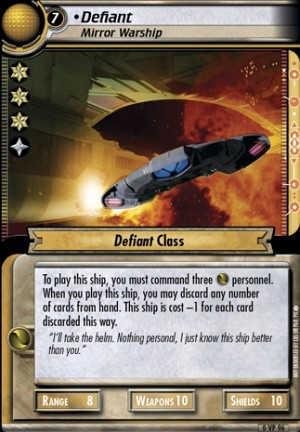 7 • Defiant
Mirror Warship
Defiant Class
To play this ship, you must command three personnel.
When you play this ship, you may discard any number
of cards from hand. This ship is cost –1 for each card
discarded this way.
"I'll take the helm. Nothing personal, I just know this ship better
than you."
RANGE 8 WEAPONS 10 SHIELDS 10